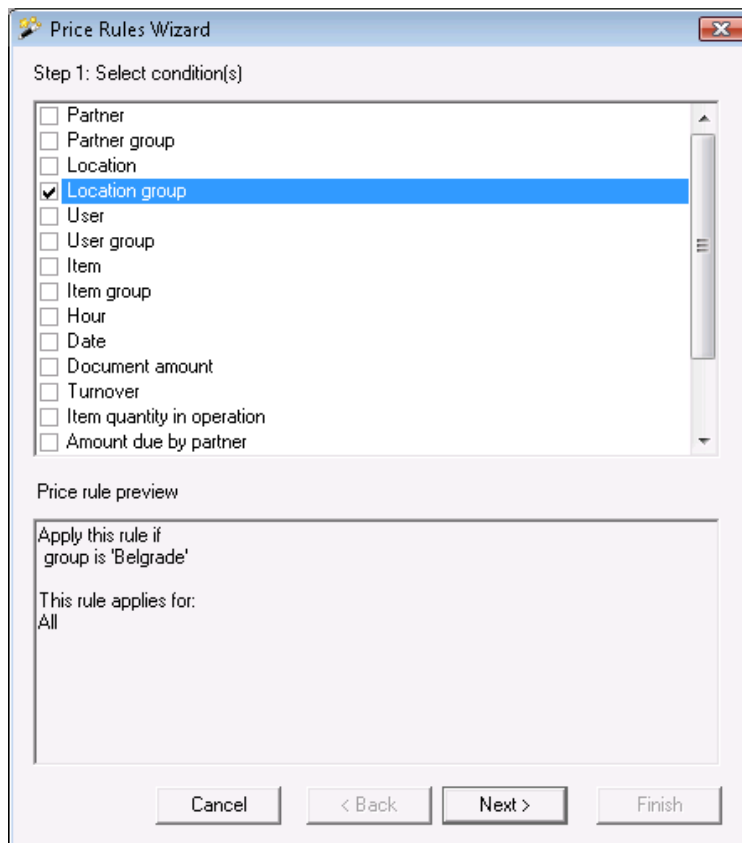 Price Rules Wizard
Step 1: Select condition(s)
Partner
Partner group
Location
Location group
User
User group
Item
Item group
Hour
Date
Document amount
Turnover
Item quantity in operation
Amount due by partner
Price rule preview
Apply this rule if
group is 'Belgrade'
This rule applies for:
All
Cancel
< Back
Next >
Finish